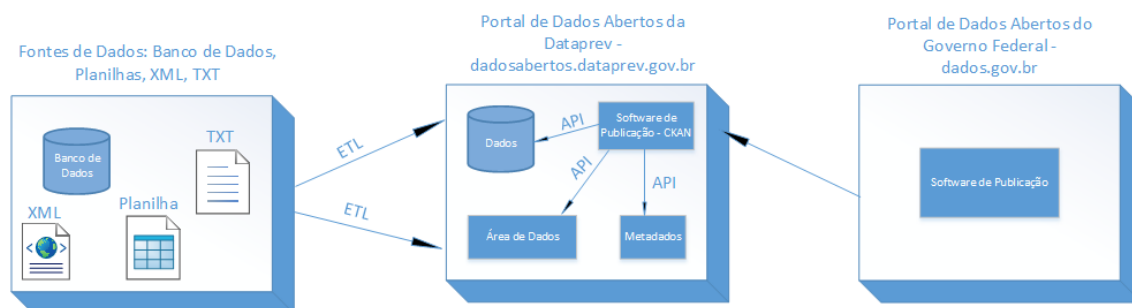 Fontes de Dados: Banco de Dados,
Planilhas, XML, TXT
Banco de
Dados
TXT
XML
Planilha
ETL
ETL
Portal de Dados Abertos da
Dataprev -
dadosabertos.dataprev.gov.br
Dados
API
Software de
Publicação - CKAN
API
API
Área de Dados
Metadados
Portal de Dados Abertos do
Governo Federal -
dados.gov.br
Software de Publicação